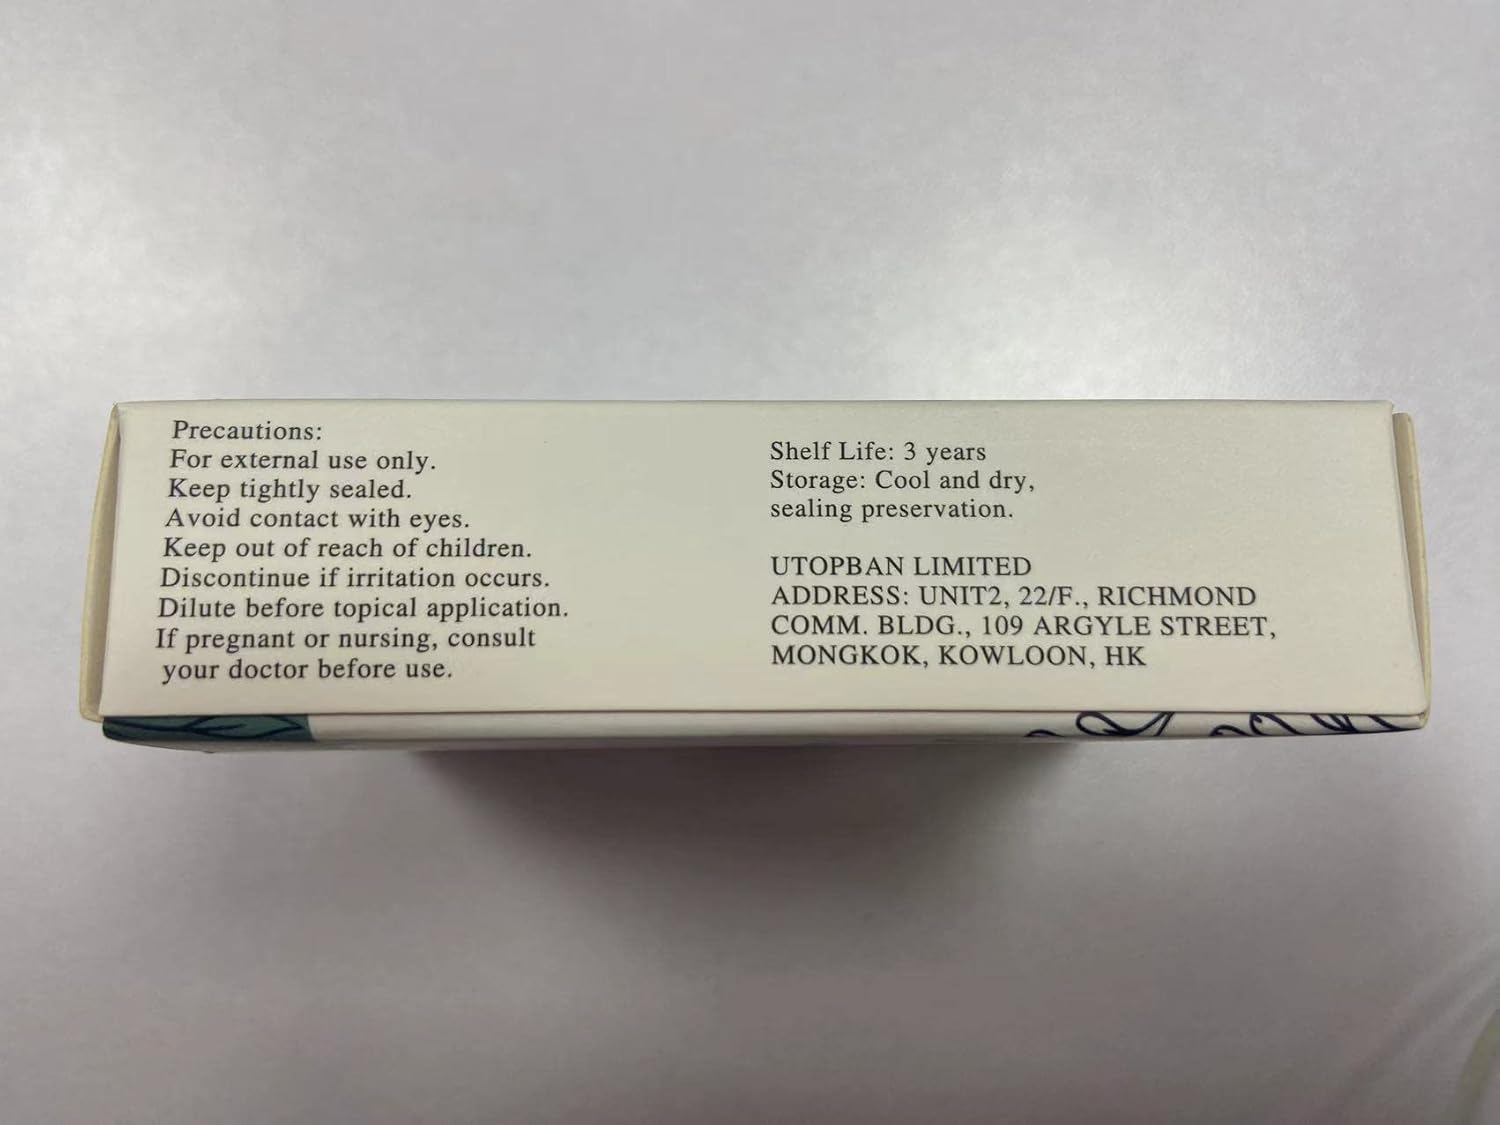 Precautions:
For external use only.
Keep tightly sealed.
Avoid contact with eyes.
Keep out of reach of children.
Discontinue if irritation occurs.
Dilute before topical application.
If pregnant or nursing, consult
your doctor before use.
Shelf Life: 3 years
Storage: Cool and dry,
sealing preservation.
UTOPBAN LIMITED
ADDRESS: UNIT2, 22/F., RICHMOND
COMM. BLDG., 109 ARGYLE STREET,
MONGKOK, KOWLOON, HK